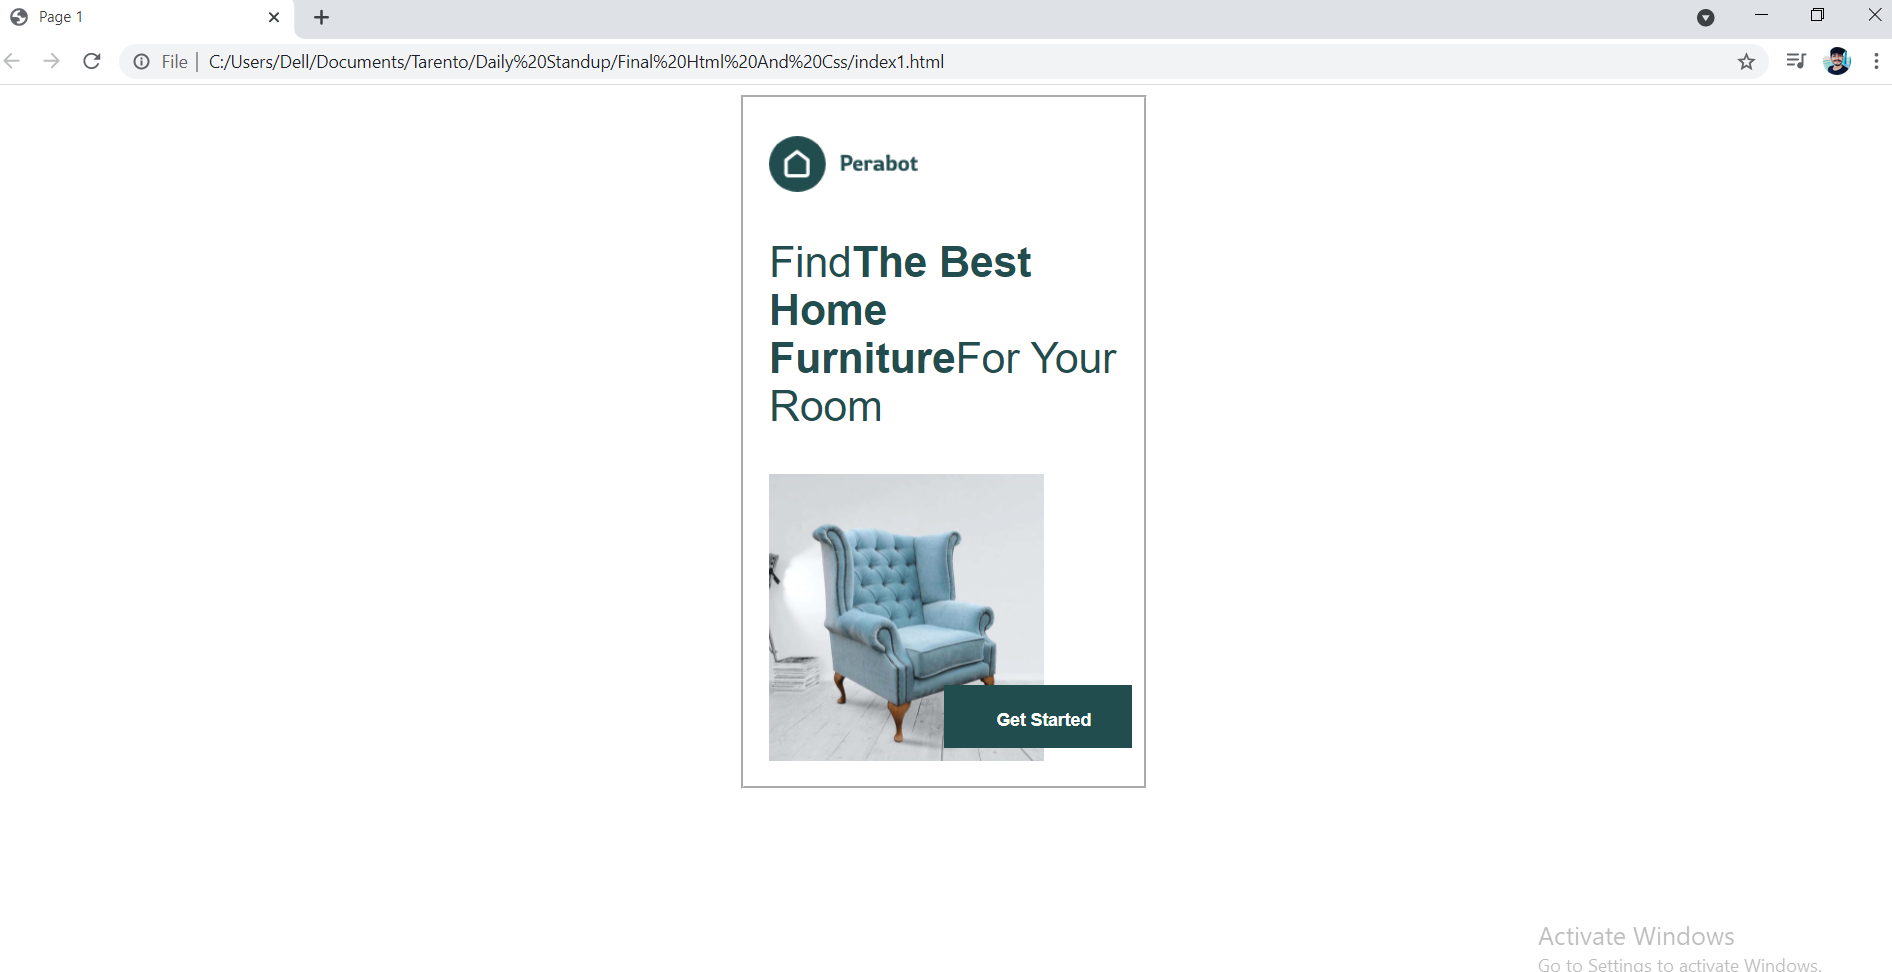 Page 1
File
C:/Users/Dell/Documents/Tarento/Daily%20Standup/Final%20Html%20And%20Css/index1.html
Perabot
FindThe Best
Home
FurnitureFor Your
Room
Get Started
Activate Windows
Go to Settings to activate Windows.